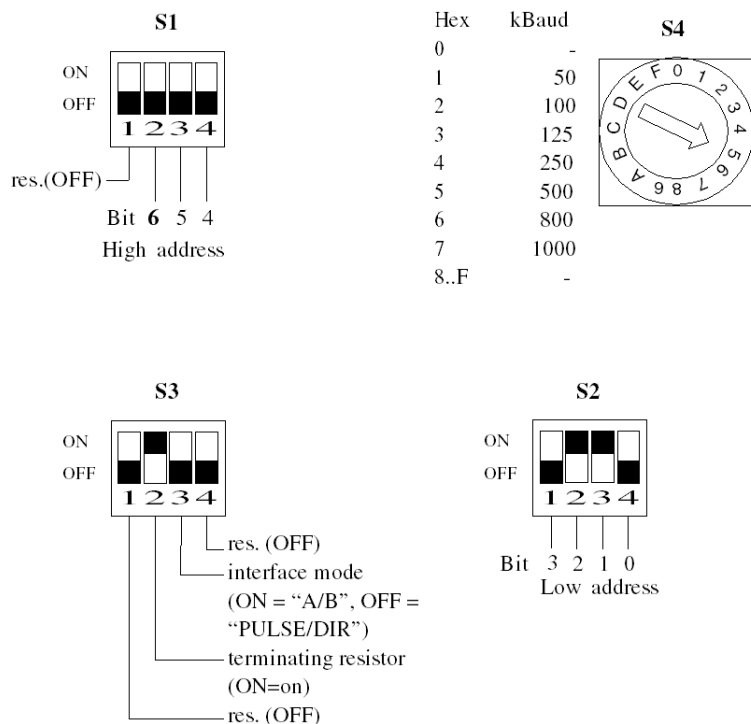 S1
ON
OFF
1 2 3 4
res.(OFF)
Bit 6 5 4
High address
Hex kBaud
0 -
1 50
2 100
3 125
4 250
5 500
6 800
7 1000
8..F -
S4
0 1 2 3 4 5 6 7 8 9 A B C D E F
S3
ON
OFF
1 2 3 4
res. (OFF)
interface mode
(ON = “A/B”, OFF =
“PULSE/DIR”)
terminating resistor
(ON=on)
res. (OFF)
S2
ON
OFF
1 2 3 4
Bit 3 2 1 0
Low address